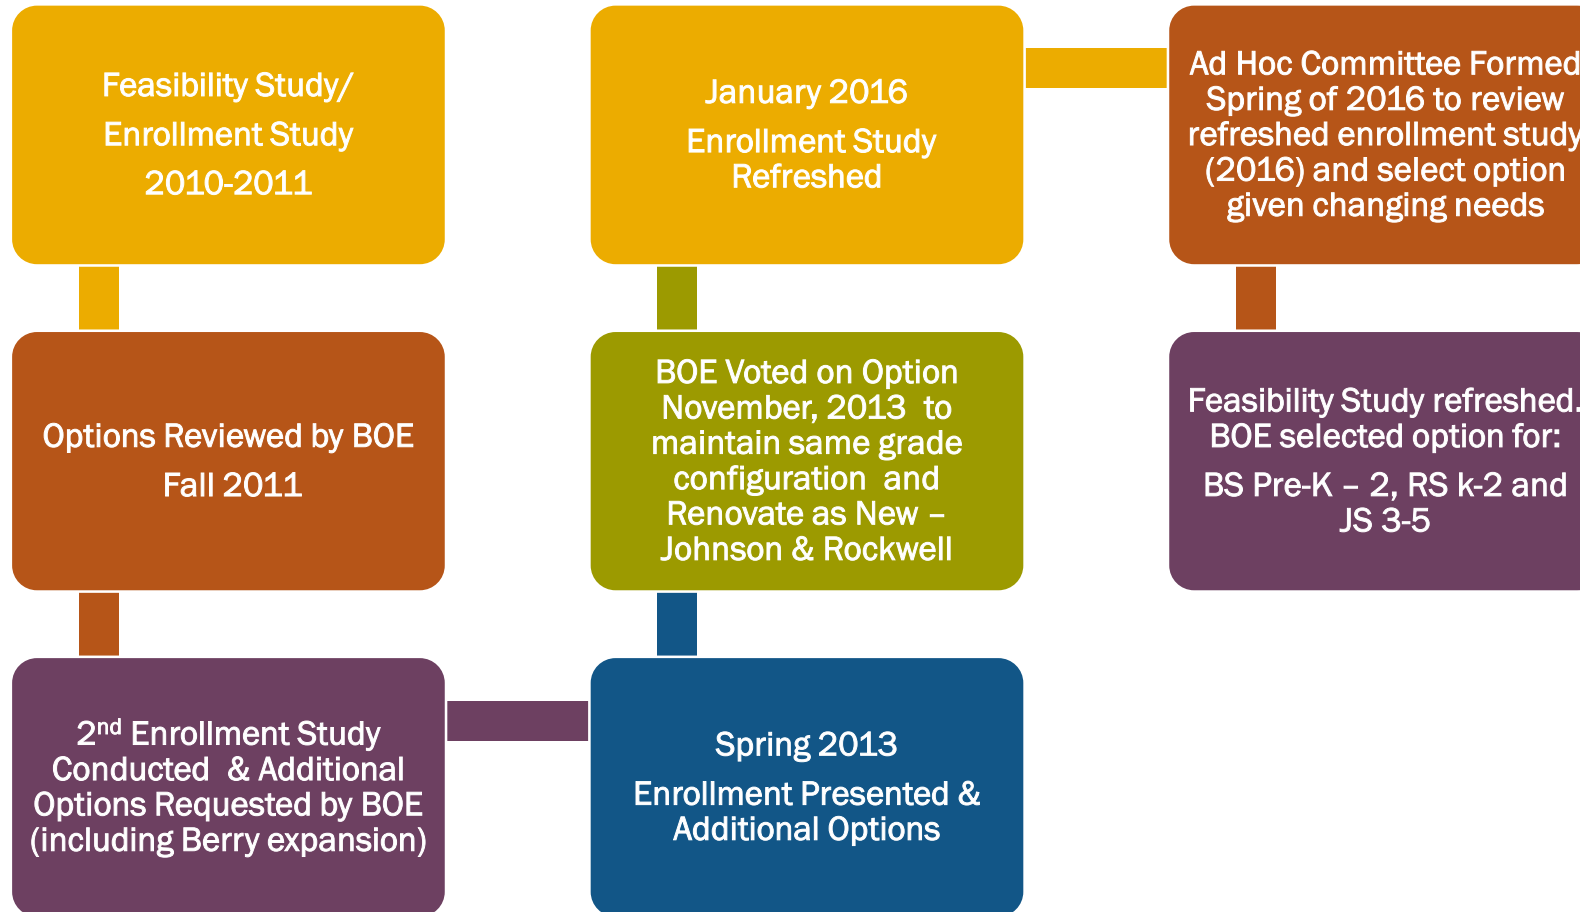 Feasibility Study/
Enrollment Study
2010-2011
Options Reviewed by BOE
Fall 2011
2nd Enrollment Study
Conducted  & Additional
Options Requested by BOE
(including Berry expansion)
Spring 2013
Enrollment Presented &
Additional Options
BOE Voted on Option
November, 2013  to
maintain same grade
configuration  and
Renovate as New –
Johnson & Rockwell
January 2016
Enrollment Study
Refreshed
Ad Hoc Committee Formed
Spring of 2016 to review
refreshed enrollment study
(2016) and select option
given changing needs
Feasibility Study refreshed.
BOE selected option for:
BS Pre-K – 2, RS k-2 and
JS 3-5